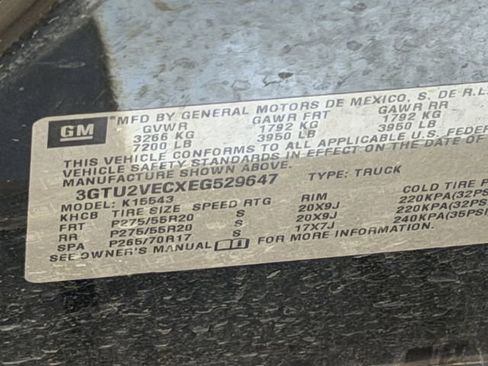 GM
MFD BY GENERAL MOTORS DE MEXICO, S. DE R.L.
GVWR GAWR FRT GAWR RR
3266 KG 1792 KG 1792 KG
7200 LB 3950 LB 3950 LB
THIS VEHICLE CONFORMS TO ALL APPLICABLE U.S. FEDER
VEHICLE SAFETY STANDARDS IN EFFECT ON THE DATE
MANUFACTURE SHOWN ABOVE.
3GTU2VECXEG529647 TYPE: TRUCK
MODEL: K15543 COLD TIRE P
KHCB TIRE SIZE SPEED RTG RIM 220KPA(32PS
FRT P275/55R20 S 20X9J 220KPA(32PSI
RR P275/55R20 S 20X9J 240KPA(35PSI
SPA P265/70R17 S 17X7J
SEE OWNER'S MANUAL FOR MORE INFORMATION.